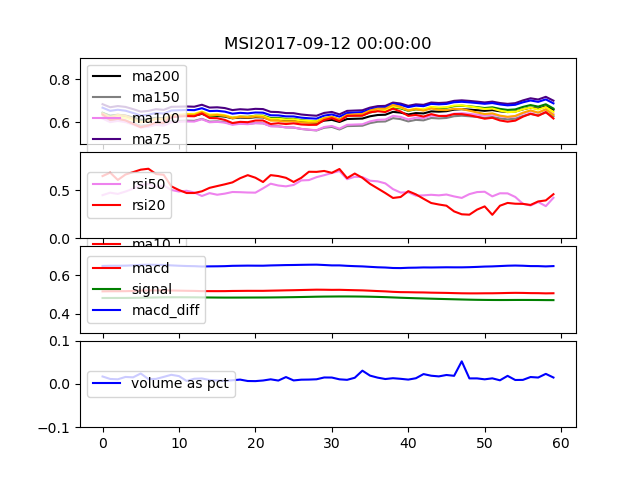 MSI2017-09-12 00:00:00
0.8
0.6
ma200
ma150
ma100
ma75
0.5
0.0
rsi50
rsi20
ma10
0.6
0.4
macd
signal
macd_diff
0.1
0.0
−0.1
volume as pct
0 10 20 30 40 50 60